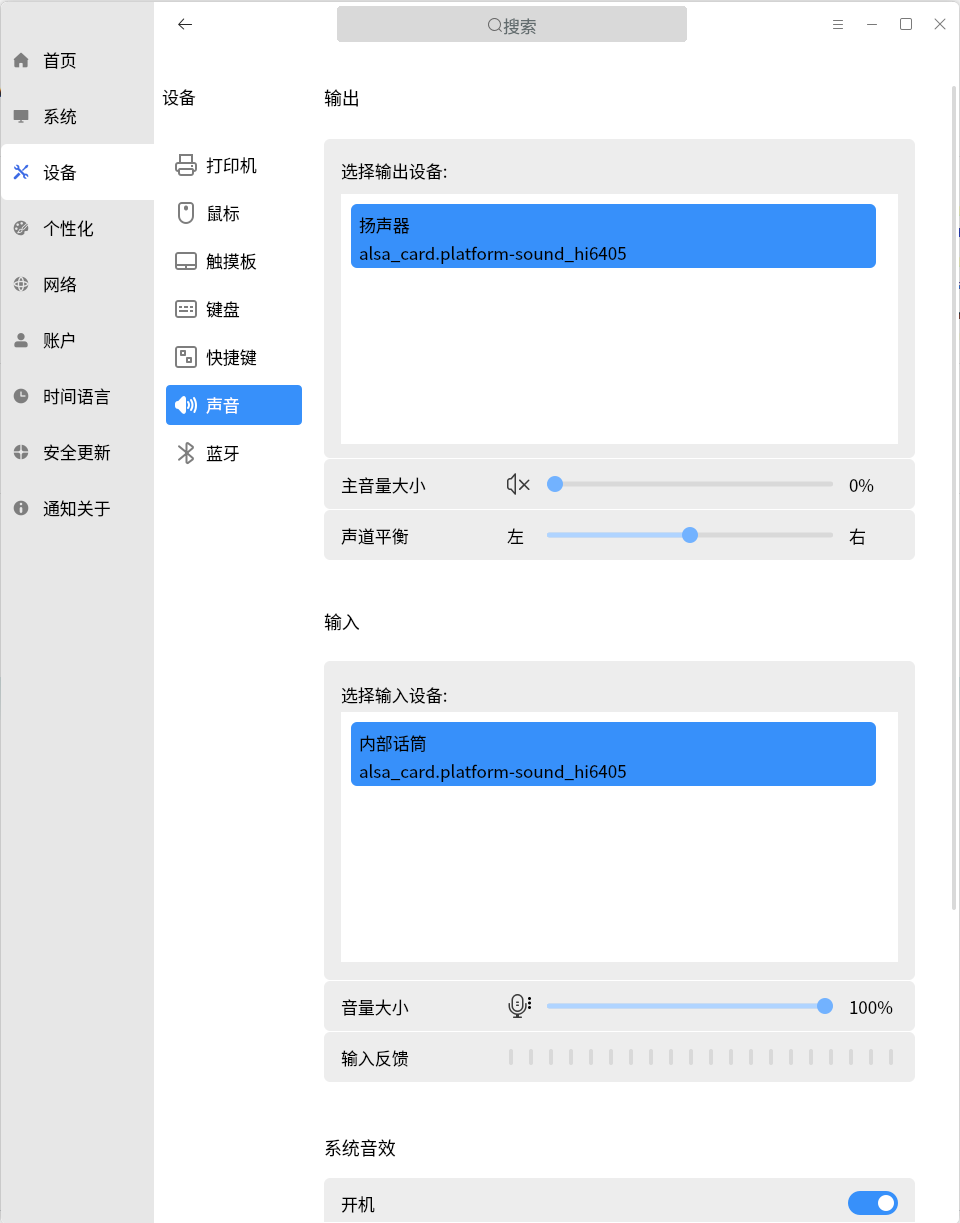 搜索
首页
系统
设备
个性化
网络
账户
时间语言
安全更新
通知关于
设备
打印机
鼠标
触摸板
键盘
快捷键
声音
蓝牙
输出
选择输出设备:
扬声器
alsa_card.platform-sound_hi6405
主音量大小 0%
声道平衡 左 右
输入
选择输入设备:
内部话筒
alsa_card.platform-sound_hi6405
音量大小 100%
输入反馈
系统音效
开机